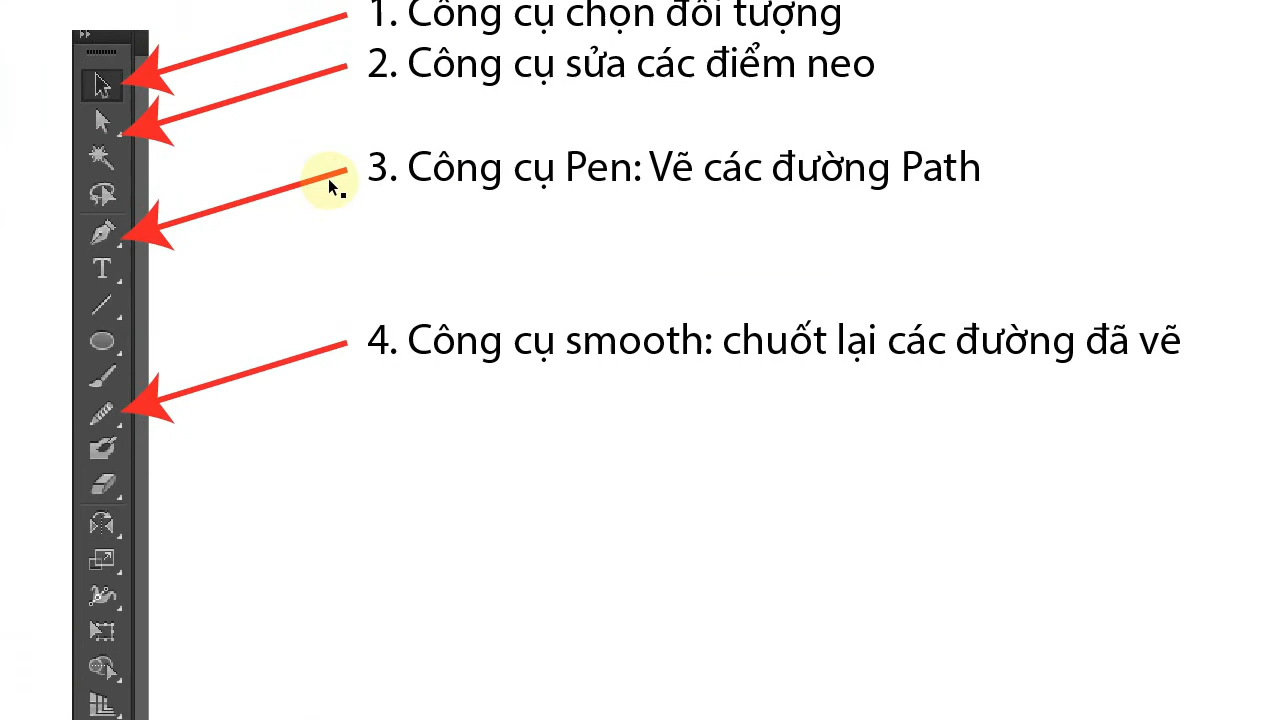 1. Công cụ chọn đối tượng
2. Công cụ sửa các điểm neo
3. Công cụ Pen: Vẽ các đường Path
T
4. Công cụ smooth: chuốt lại các đường đã vẽ